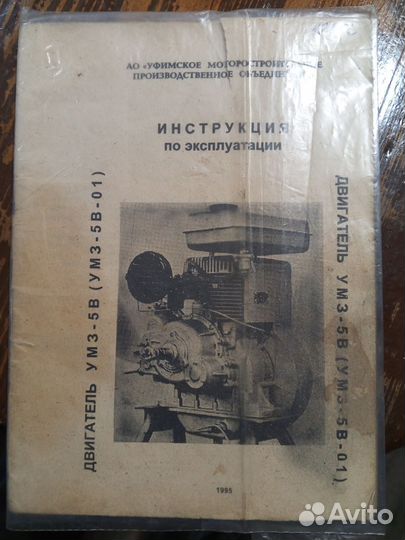 АО «УФИМСКОЕ МОТОРОСТРОИТЕЛЬНОЕ
ПРОИЗВОДСТВЕННОЕ ОБЪЕДИНЕНИЕ
ИНСТРУКЦИЯ
по эксплуатации
ДВИГАТЕЛЬ УМЗ-5В (УМЗ-5В-01)
ДВИГАТЕЛЬ УМЗ-5В (УМЗ-5В-01),
1995
Avito